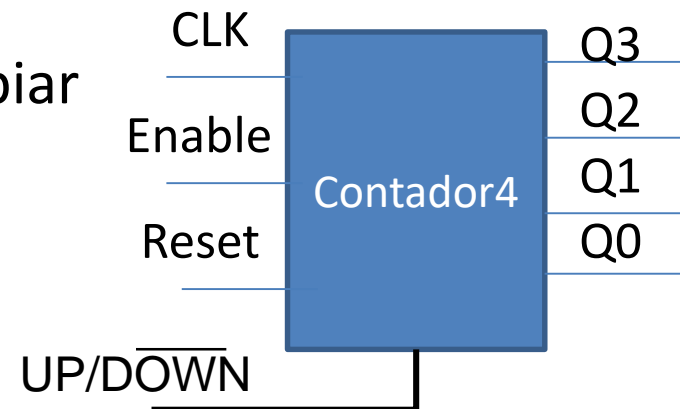 CLK
Enable
Reset
UP/DOWN
Contador4
Q3
Q2
Q1
Q0